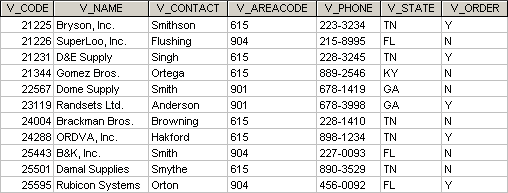 V_CODE V_NAME V_CONTACT V_AREACODE V_PHONE V_STATE V_ORDER
21225 Bryson, Inc. Smithson 615 223-3234 TN Y
21226 SuperLoo, Inc. Flushing 904 215-8995 FL N
21231 D&E Supply Singh 615 228-3245 TN Y
21344 Gomez Bros. Ortega 615 889-2546 KY N
22567 Dome Supply Smith 901 678-1419 GA N
23119 Randsets Ltd. Anderson 901 678-3998 GA Y
24004 Brackman Bros. Browning 615 228-1410 TN N
24288 ORDVA, Inc. Hakford 615 898-1234 TN Y
25443 B&K, Inc. Smith 904 227-0093 FL N
25501 Damal Supplies Smythe 615 890-3529 TN N
25595 Rubicon Systems Orton 904 456-0092 FL Y